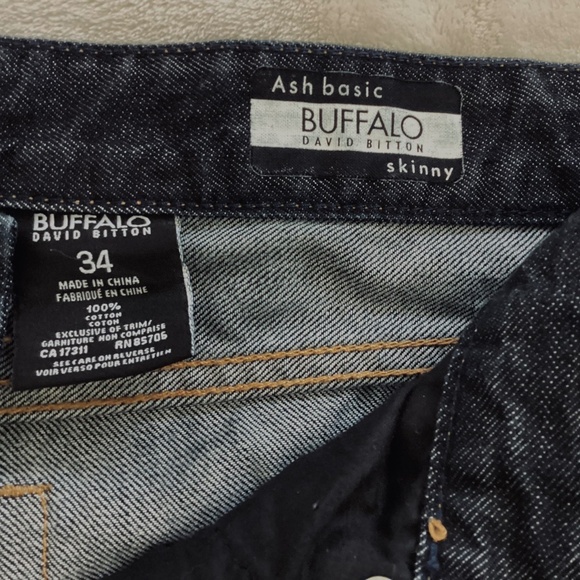 Ash basic
BUFFALO
DAVID BITTON
skinny
BUFFALO
DAVID BITTON
34
MADE IN CHINA
FABRIQUÉ EN CHINE
100%
COTTON
COTON
EXCLUSIVE OF TRIM/
GARNITURE NON COMPRISE
CA 17311 RN 85706
SEE CARE ON REVERSE
VOIR VERSO POUR ENTRETIEN